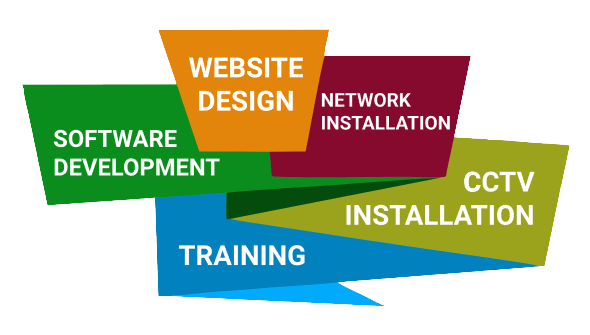 WEBSITE
DESIGN
NETWORK
INSTALLATION
SOFTWARE
DEVELOPMENT
CCTV
INSTALLATION
TRAINING